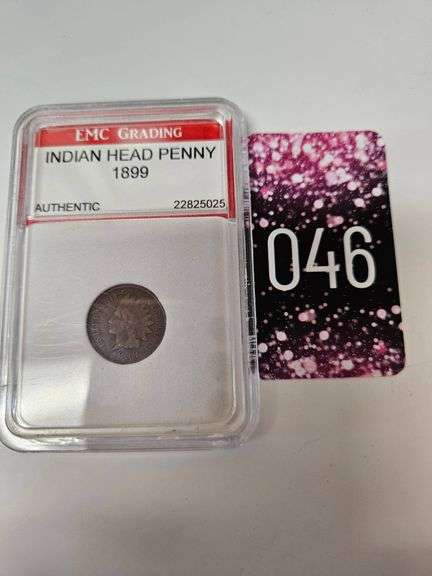 EMC GRADING
INDIAN HEAD PENNY
1899
AUTHENTIC 22825025
046